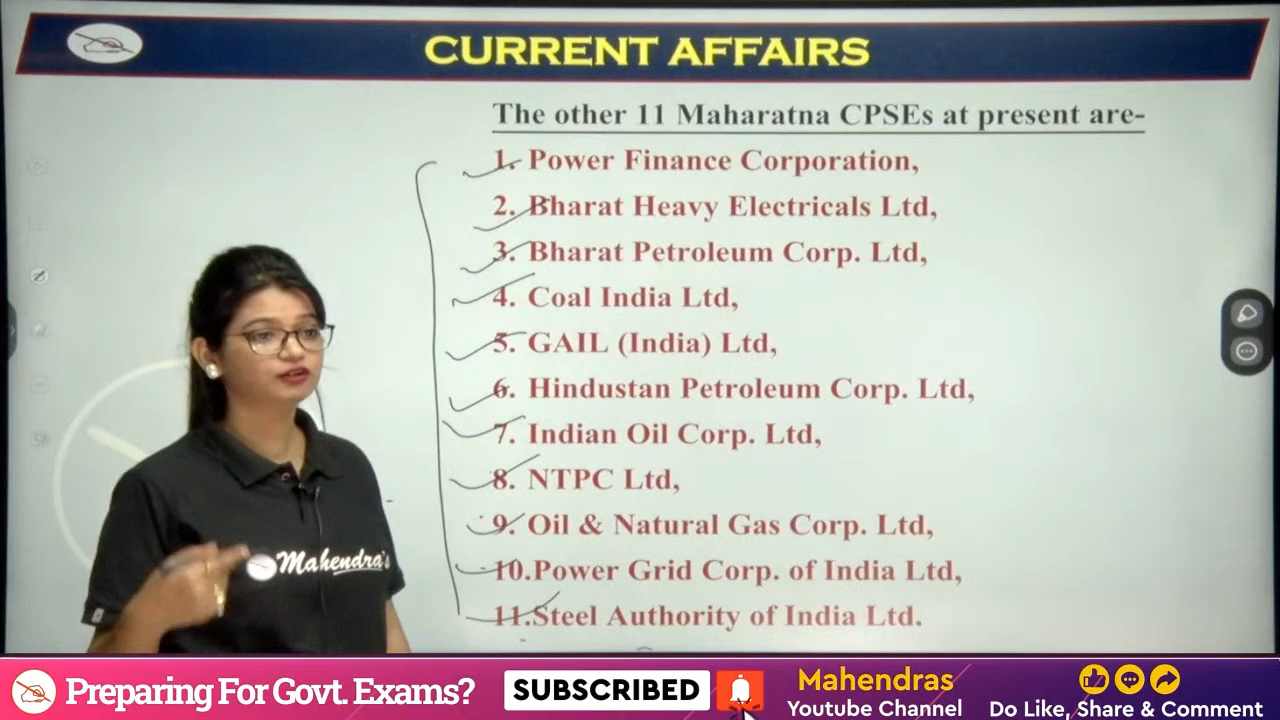 CURRENT AFFAIRS
The other 11 Maharatna CPSEs at present are-
1. Power Finance Corporation,
2. Bharat Heavy Electricals Ltd,
3. Bharat Petroleum Corp. Ltd,
4. Coal India Ltd,
5. GAIL (India) Ltd,
6. Hindustan Petroleum Corp. Ltd,
7. Indian Oil Corp. Ltd,
8. NTPC Ltd,
9. Oil & Natural Gas Corp. Ltd,
10.Power Grid Corp. of India Ltd,
11.Steel Authority of India Ltd.
Mahendra's
Preparing For Govt. Exams?
SUBSCRIBED
Mahendras
Youtube Channel
Do Like, Share & Comment